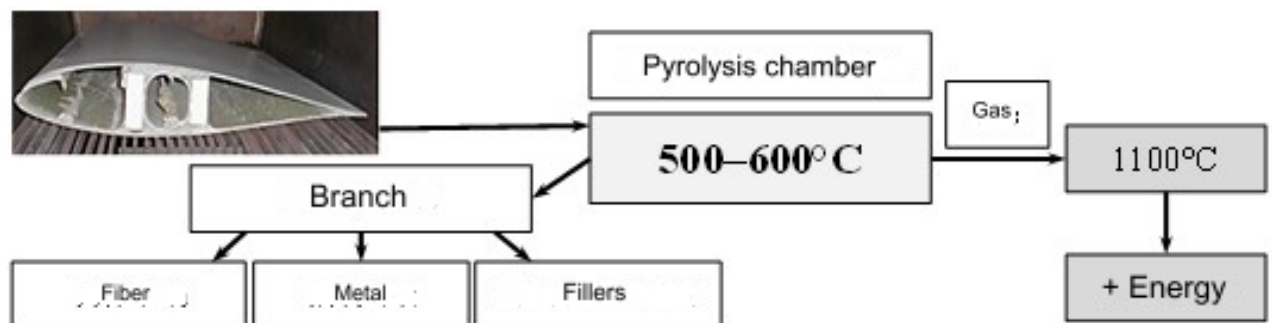 Pyrolysis chamber
Gas;
500–600°C
1100°C
Branch
+ Energy
Fiber
Metal
Fillers